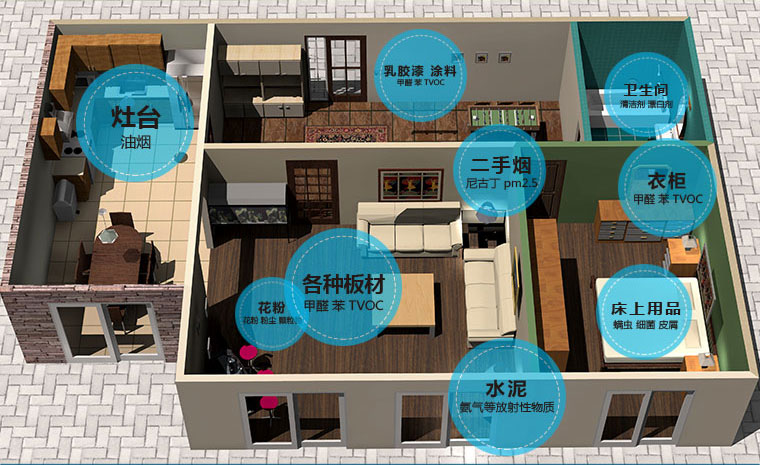 乳胶漆 涂料
甲醛 苯 TVOC
卫生间
清洁剂 漂白剂
灶台
油烟
二手烟
尼古丁 pm2.5
衣柜
甲醛 苯 TVOC
各种板材
甲醛 苯 TVOC
花粉
花粉 粉尘 颗粒
床上用品
螨虫 细菌 皮屑
水泥
氨气等放射性物质